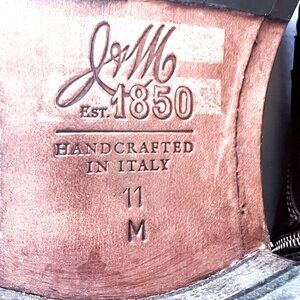 J&M
EST. 1850
HANDCRAFTED
IN ITALY
11
M